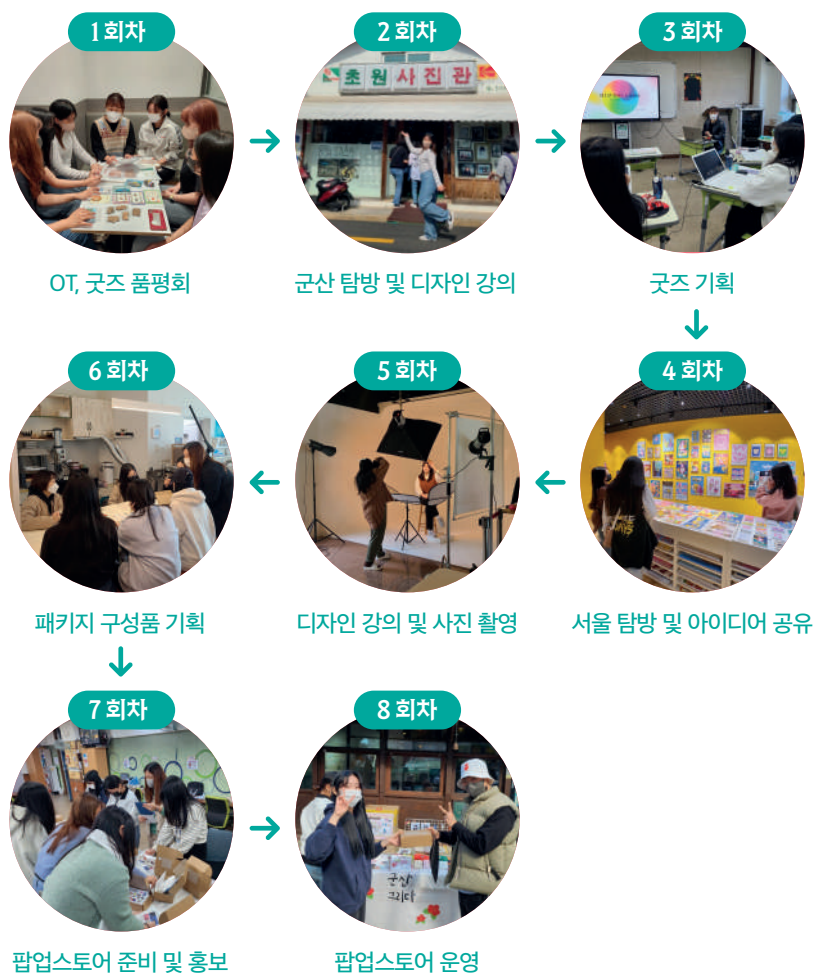 1회차
2회차
3회차
초원사진관
OT, 굿즈 품평회
군산 탐방 및 디자인 강의
굿즈 기획
4회차
5회차
6회차
서울 탐방 및 아이디어 공유
디자인 강의 및 사진 촬영
패키지 구성품 기획
7회차
8회차
군산
그리다
팝업스토어 준비 및 홍보
팝업스토어 운영